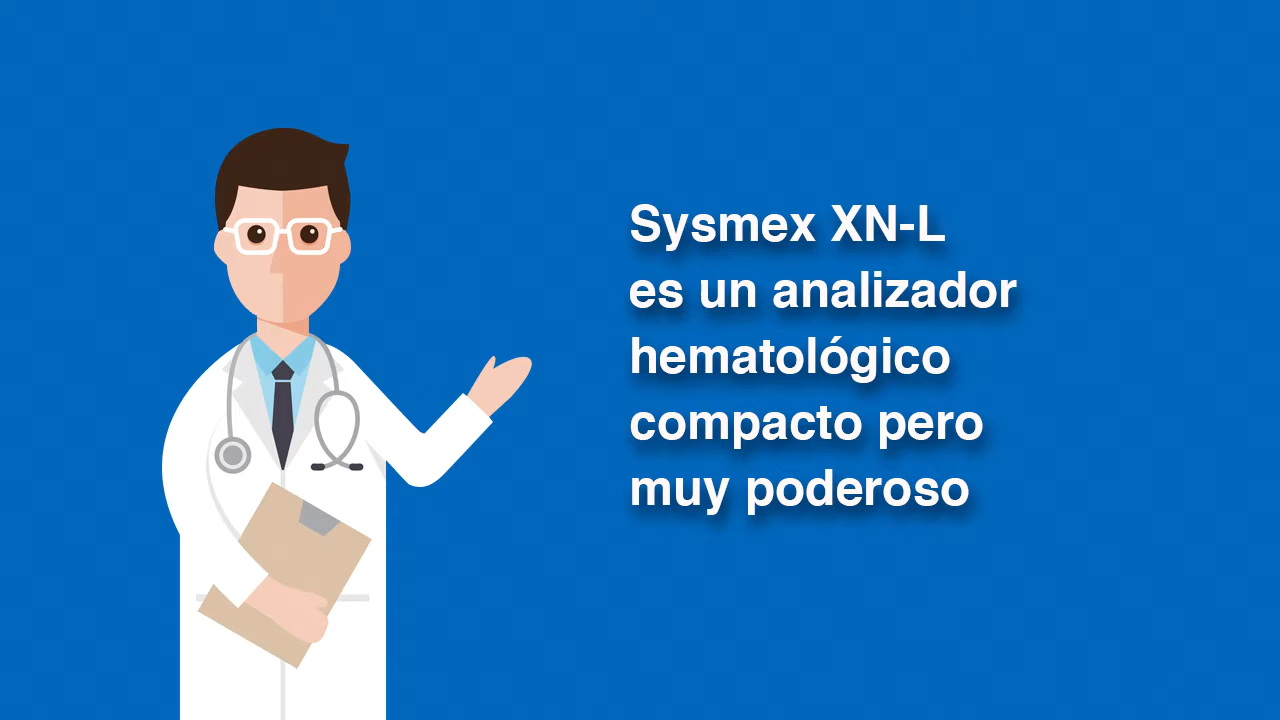 Sysmex XN-L
es un analizador
hematológico
compacto pero
muy poderoso